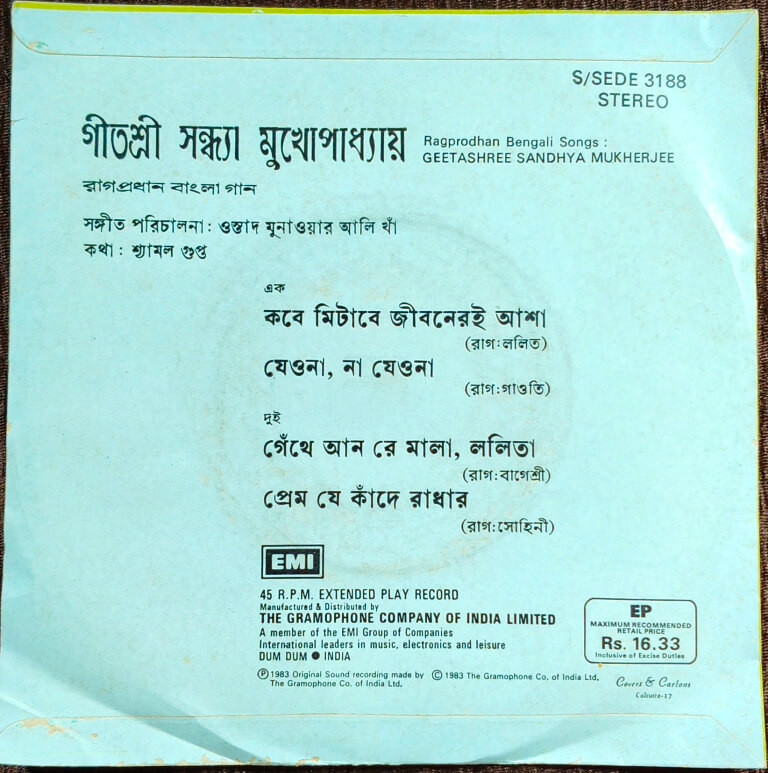 S/SEDE 3188
STEREO
গীতশ্রী সন্ধ্যা মুখোপাধ্যায়
Ragprodhan Bengali Songs :
GEETASHREE SANDHYA MUKHERJEE
রাগপ্রধান বাংলা গান
সঙ্গীত পরিচালনা : ওস্তাদ মুনাওয়ার আলি খাঁ
কথা : শ্যামল গুপ্ত
এক
কবে মিটাবে জীবনেরই আশা
(রাগ:ললিত)
যেওনা, না যেওনা
(রাগ:গাওতি)
দুই
গেঁথে আন রে মালা, ললিতা
(রাগ:বাগেশ্রী)
প্রেম যে কাঁদে রাধার
(রাগ:সোহিনী)
EMI
45 R.P.M. EXTENDED PLAY RECORD
Manufactured & Distributed by
THE GRAMOPHONE COMPANY OF INDIA LIMITED
A member of the EMI Group of Companies
International leaders in music, electronics and leisure
DUM DUM ● INDIA
Ⓟ 1983 Original Sound recording made by
The Gramophone Co. of India Ltd.
© 1983 The Gramophone Co, of India Ltd.
EP
MAXIMUM RECOMMENDED
RETAIL PRICE
Rs. 16.33
Inclusive of Excise Duties
Covers & Cartons
Calcutta-17